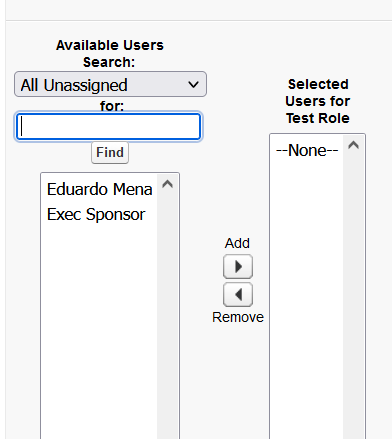 Available Users
Search:
All Unassigned
for:
Find
Eduardo Mena
Exec Sponsor
Add
Remove
Selected
Users for
Test Role
--None--